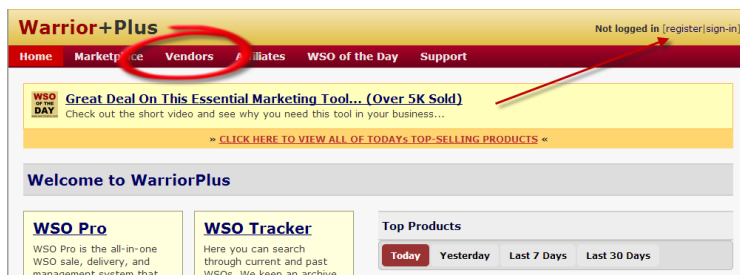 Warrior+Plus
Not logged in [register|sign-in]
Home Marketplace Vendors Affiliates WSO of the Day Support
WSO OF THE DAY
Great Deal On This Essential Marketing Tool... (Over 5K Sold)
Check out the short video and see why you need this tool in your business...
» CLICK HERE TO VIEW ALL OF TODAYs TOP-SELLING PRODUCTS «
Welcome to WarriorPlus
WSO Pro
WSO Pro is the all-in-one
WSO sale, delivery, and
management system that
WSO Tracker
Here you can search
through current and past
WSOs. We keep an archive
Top Products
Today Yesterday Last 7 Days Last 30 Days